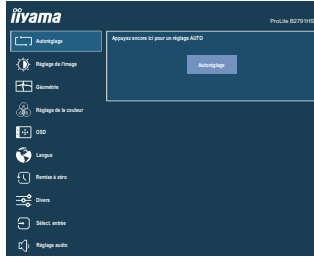 iiyama
ProLite B2791HS
Autoréglage
Appuyez encore ici pour un réglage AUTO
Autoréglage
Réglage de l'image
Géométrie
Réglage de la couleur
OSD
Langue
Remise à zéro
Divers
Sélect. entrée
Réglage audio